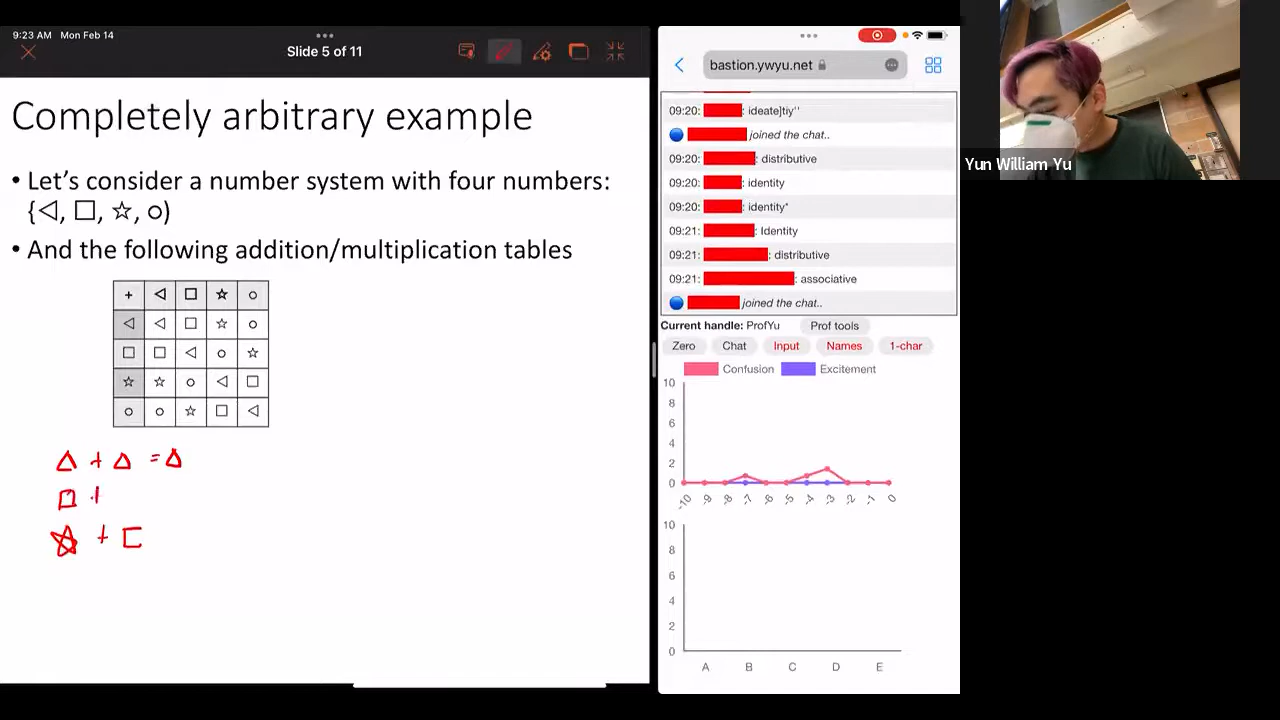 9:23 AM Mon Feb 14
Slide 5 of 11
Completely arbitrary example
• Let’s consider a number system with four numbers:
{◁, □, ☆, ○)
• And the following addition/multiplication tables
+ ◁ □ ☆ ○
◁ ◁ □ ☆ ○
□ □ ◁ ○ ☆
☆ ☆ ○ ◁ □
○ ○ ☆ □ ◁
△ + △ = △
□ +
☆ + □
bastion.ywyu.net
09:20: : ideate]tiy''
joined the chat..
09:20: : distributive
09:20: : identity
09:20: : identity*
09:21: : Identity
09:21: : distributive
09:21: : associative
joined the chat..
Current handle: ProfYu Prof tools
Zero Chat Input Names 1-char
Confusion Excitement
10
8
6
4
2
0
-10 -9 -8 -7 -6 -5 -4 -3 -2 -1 0
10
8
6
4
2
0
A B C D E
Yun William Yu